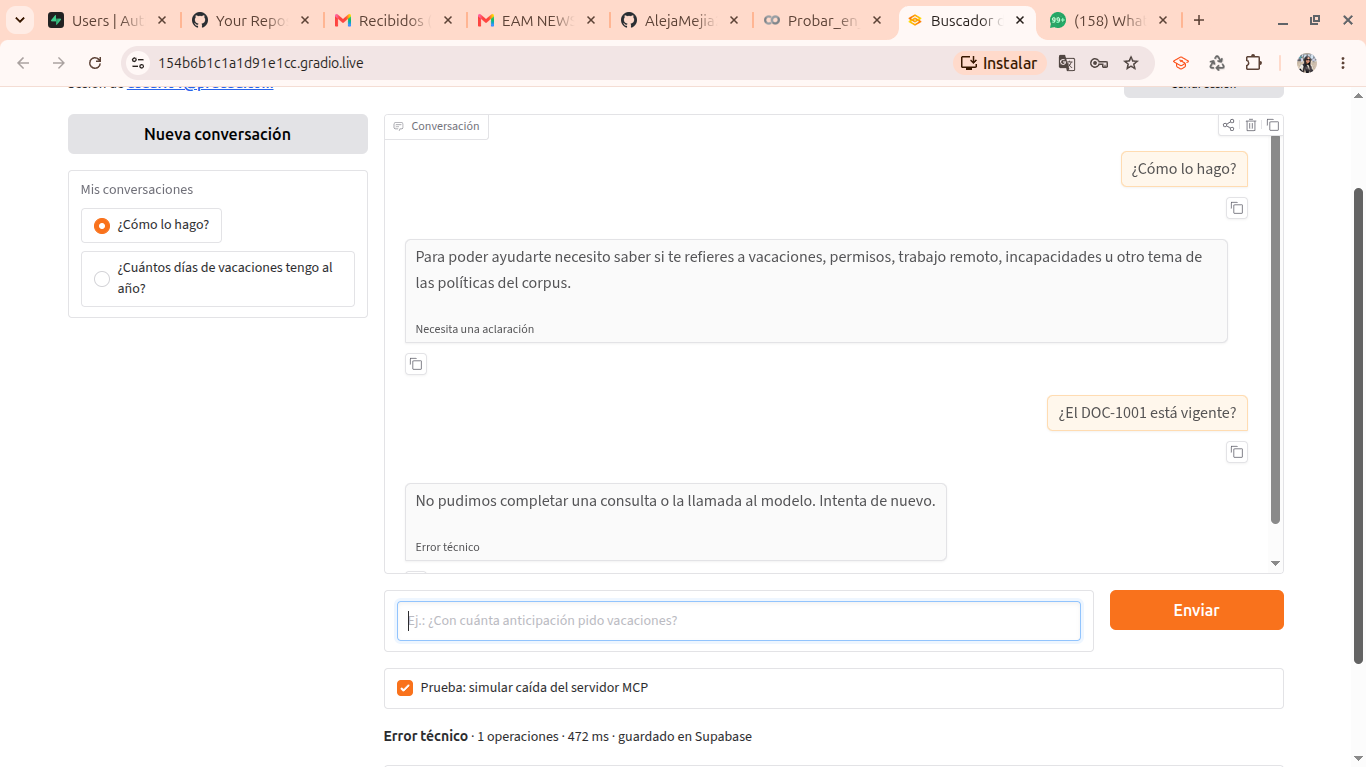 Users | Aut
Your Repo
Recibidos
EAM NEWS
AlejaMejia
Probar_en
Buscador c
99+
(158) What
154b6b1c1a1d91e1cc.gradio.live
Instalar
Sesión de
Nueva conversación
Mis conversaciones
¿Cómo lo hago?
¿Cuántos días de vacaciones tengo al
año?
Conversación
¿Cómo lo hago?
Para poder ayudarte necesito saber si te refieres a vacaciones, permisos, trabajo remoto, incapacidades u otro tema de
las políticas del corpus.
Necesita una aclaración
¿El DOC-1001 está vigente?
No pudimos completar una consulta o la llamada al modelo. Intenta de nuevo.
Error técnico
Ej.: ¿Con cuánta anticipación pido vacaciones?
Enviar
Prueba: simular caída del servidor MCP
Error técnico · 1 operaciones · 472 ms · guardado en Supabase